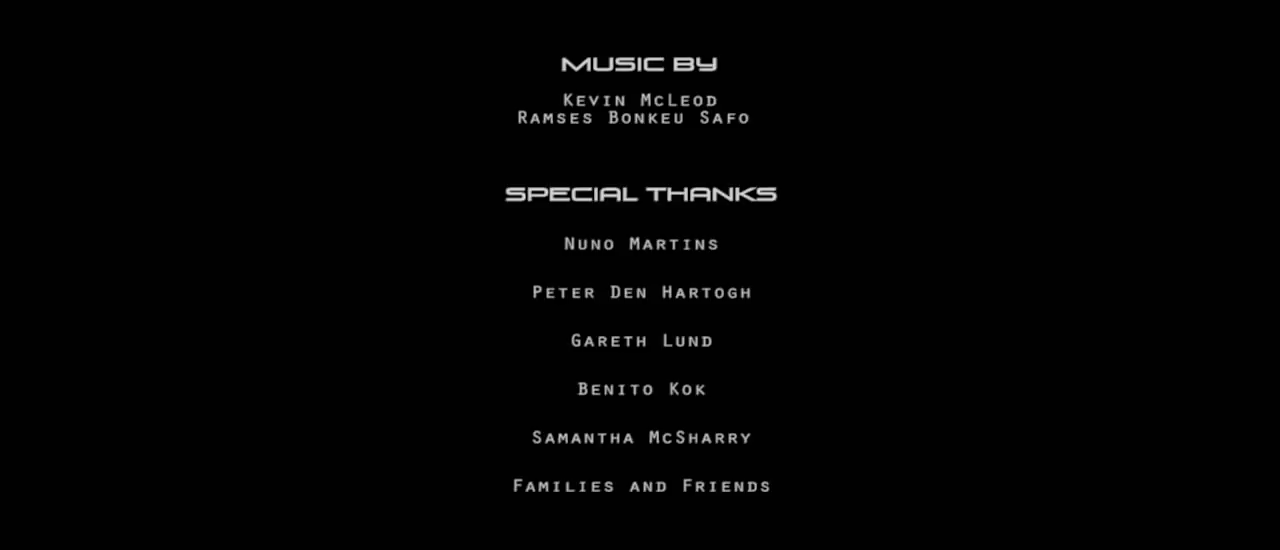 MUSIC BY
Kevin McLeod
Ramses Bonkeu Safo
SPECIAL THANKS
Nuno Martins
Peter Den Hartogh
Gareth Lund
Benito Kok
Samantha McSharry
Families and Friends